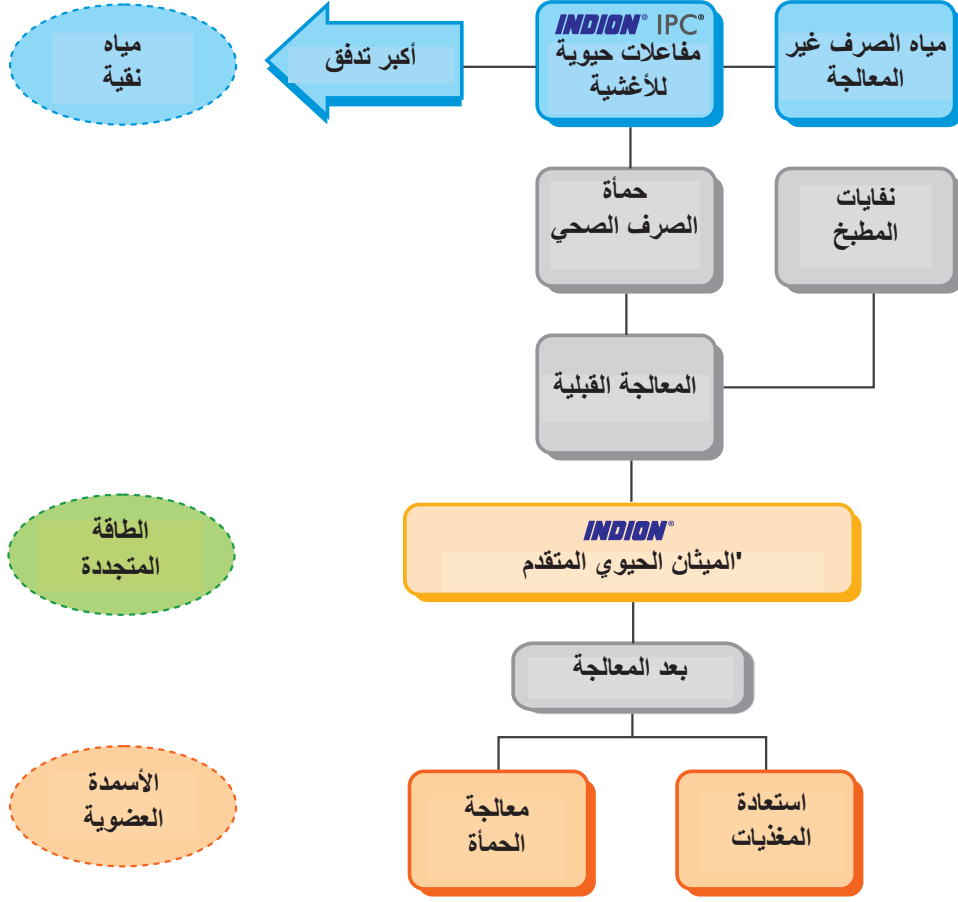 مياه الصرف غير
المعالجة
INDION® IPC®
مفاعلات حيوية
للأغشية
أكبر تدفق
مياه
نقية
حمأة
الصرف الصحي
نفايات
المطبخ
المعالجة القبلية
INDION®
'الميثان الحيوي المتقدم
الطاقة
المتجددة
بعد المعالجة
استعادة
المغذيات
معالجة
الحمأة
الأسمدة
العضوية